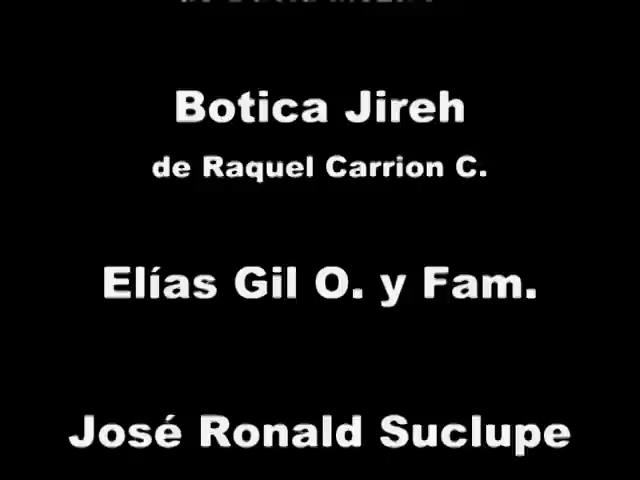 Botica Jireh
de Raquel Carrion C.
Elías Gil O. y Fam.
José Ronald Suclupe